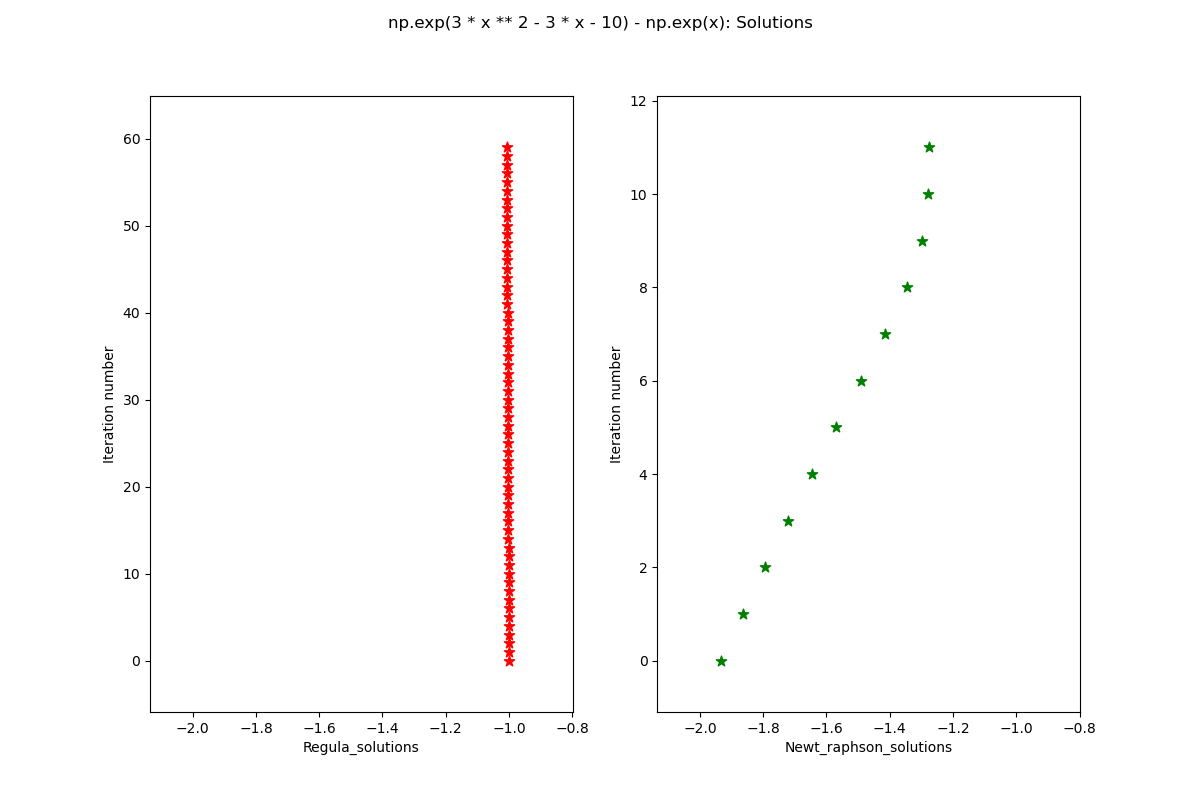 np.exp(3 * x ** 2 - 3 * x - 10) - np.exp(x): Solutions
60
50
40
30
20
10
0
Iteration number
−2.0 −1.8 −1.6 −1.4 −1.2 −1.0 −0.8
Regula_solutions
12
10
8
6
4
2
0
Iteration number
−2.0 −1.8 −1.6 −1.4 −1.2 −1.0 −0.8
Newt_raphson_solutions